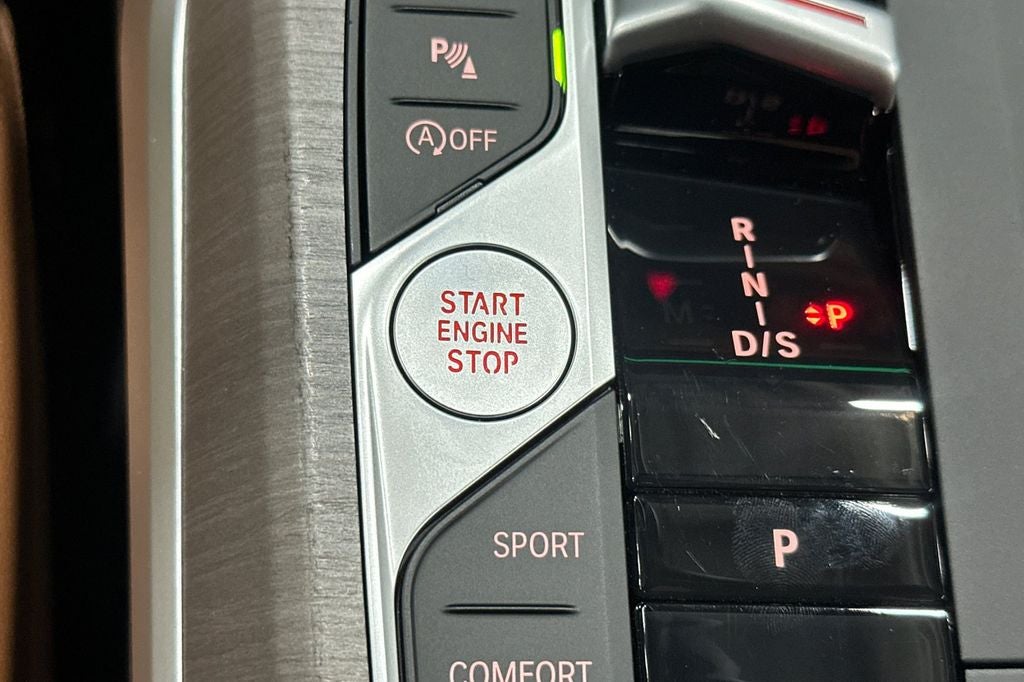 P
A OFF
START
ENGINE
STOP
R
N
D/S
P
P
SPORT
COMFORT